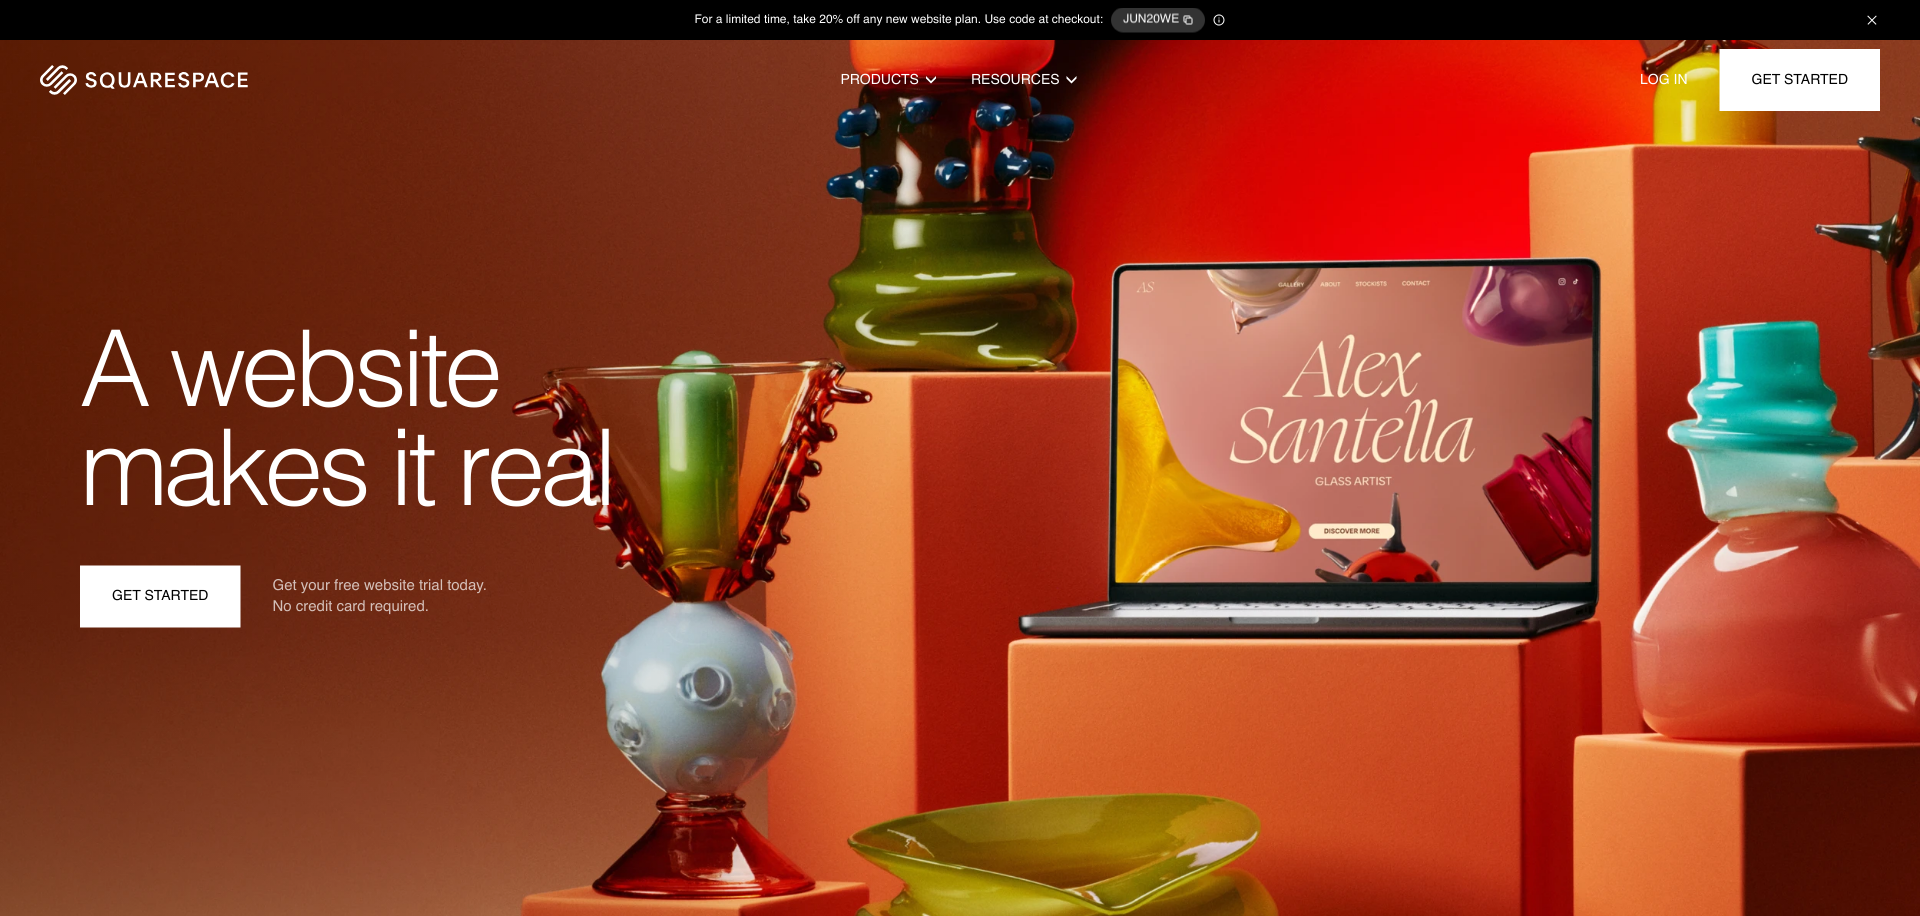 For a limited time, take 20% off any new website plan. Use code at checkout: JUN20WE
SQUARESPACE
PRODUCTS RESOURCES
LOG IN GET STARTED
A website
makes it real
GET STARTED
Get your free website trial today.
No credit card required.
AS
GALLERY ABOUT STOCKISTS CONTACT
Alex
Santella
GLASS ARTIST
DISCOVER MORE